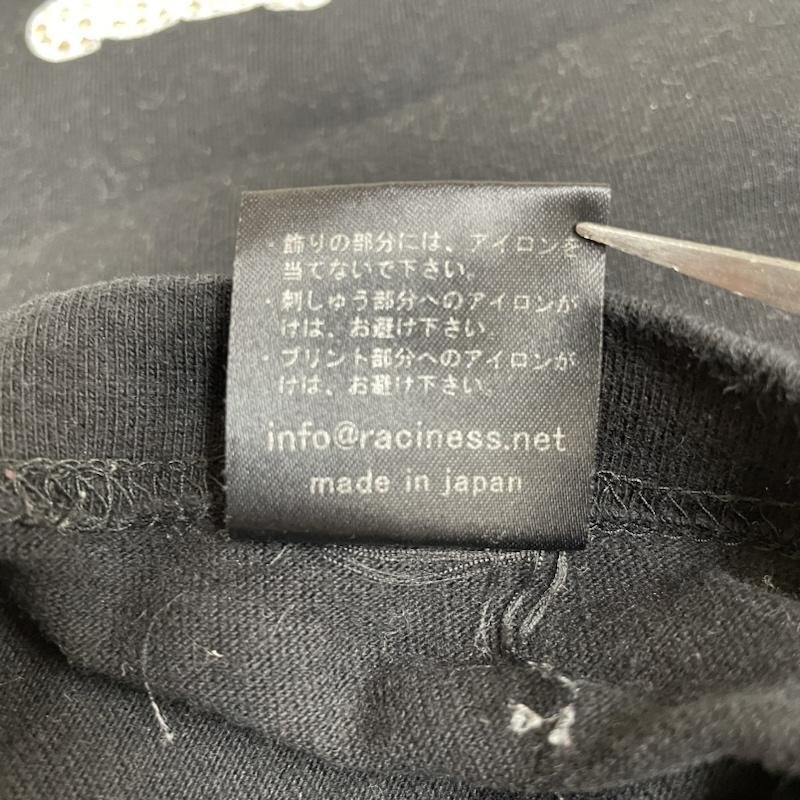 ・飾りの部分には、アイロンを
当てないで下さい。
・刺しゅう部分へのアイロンが
けは、お避け下さい。
・プリント部分へのアイロンが
けは、お避け下さい。
info@raciness.net
made in japan